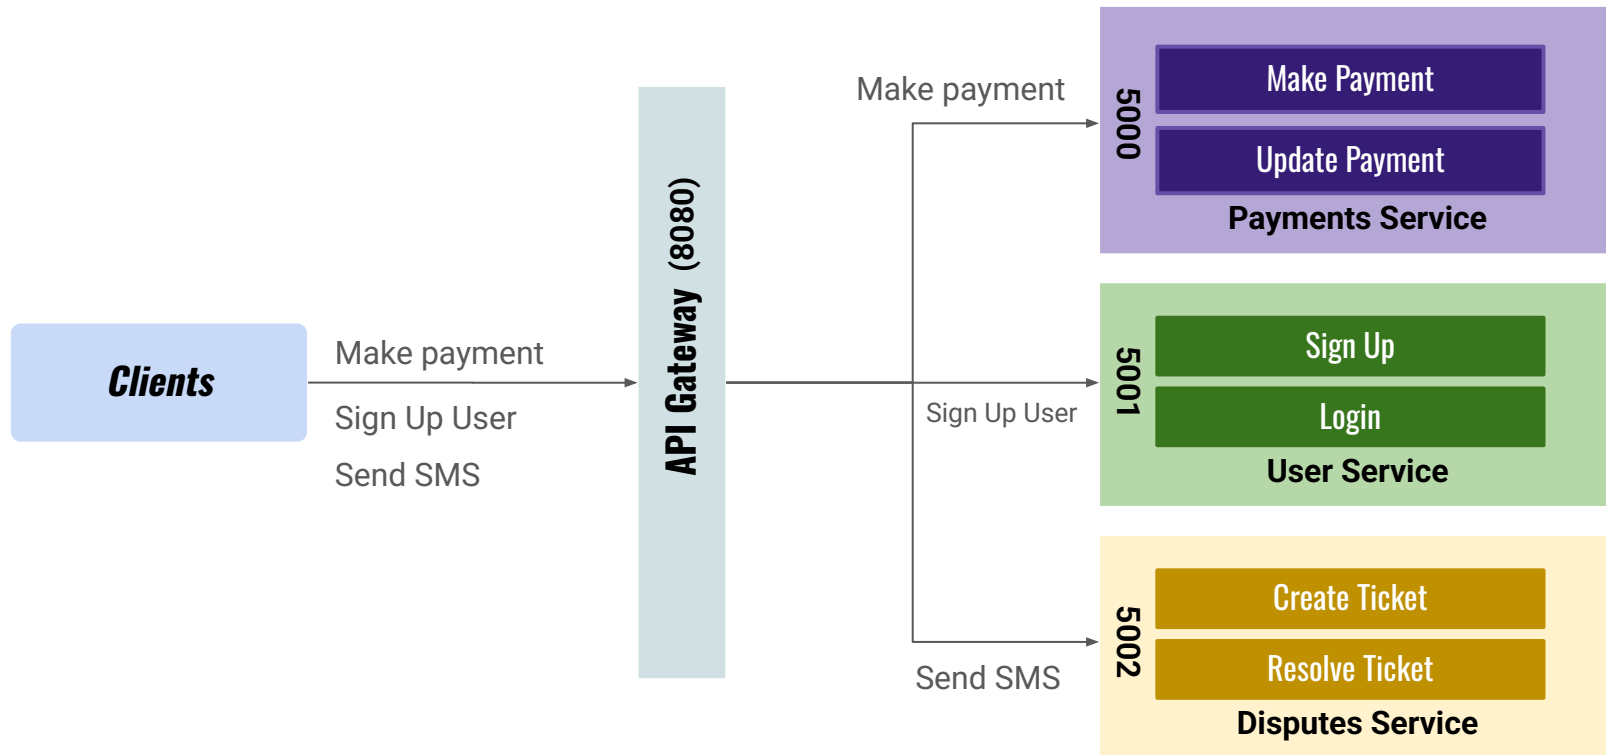 Clients
Make payment
Sign Up User
Send SMS
API Gateway (8080)
Make payment
Sign Up User
Send SMS
5000
Make Payment
Update Payment
Payments Service
5001
Sign Up
Login
User Service
5002
Create Ticket
Resolve Ticket
Disputes Service